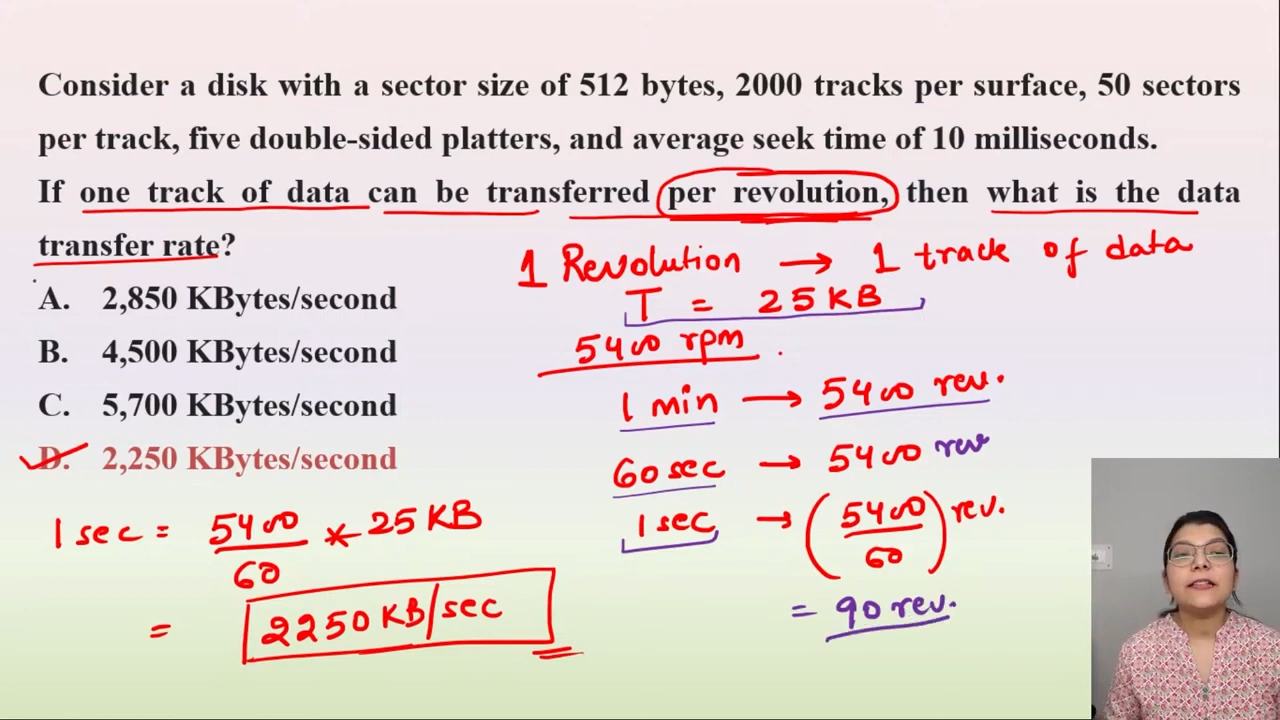 Consider a disk with a sector size of 512 bytes, 2000 tracks per surface, 50 sectors
per track, five double-sided platters, and average seek time of 10 milliseconds.
If one track of data can be transferred per revolution, then what is the data
transfer rate?
A. 2,850 KBytes/second
B. 4,500 KBytes/second
C. 5,700 KBytes/second
D. 2,250 KBytes/second
1 Revolution → 1 track of data
T = 25 KB
5400 rpm
1 min → 5400 rev.
60 sec → 5400 rev
1 sec → (5400/60) rev.
= 90 rev.
1 sec = 5400/60 * 25 KB
= 2250 KB/sec